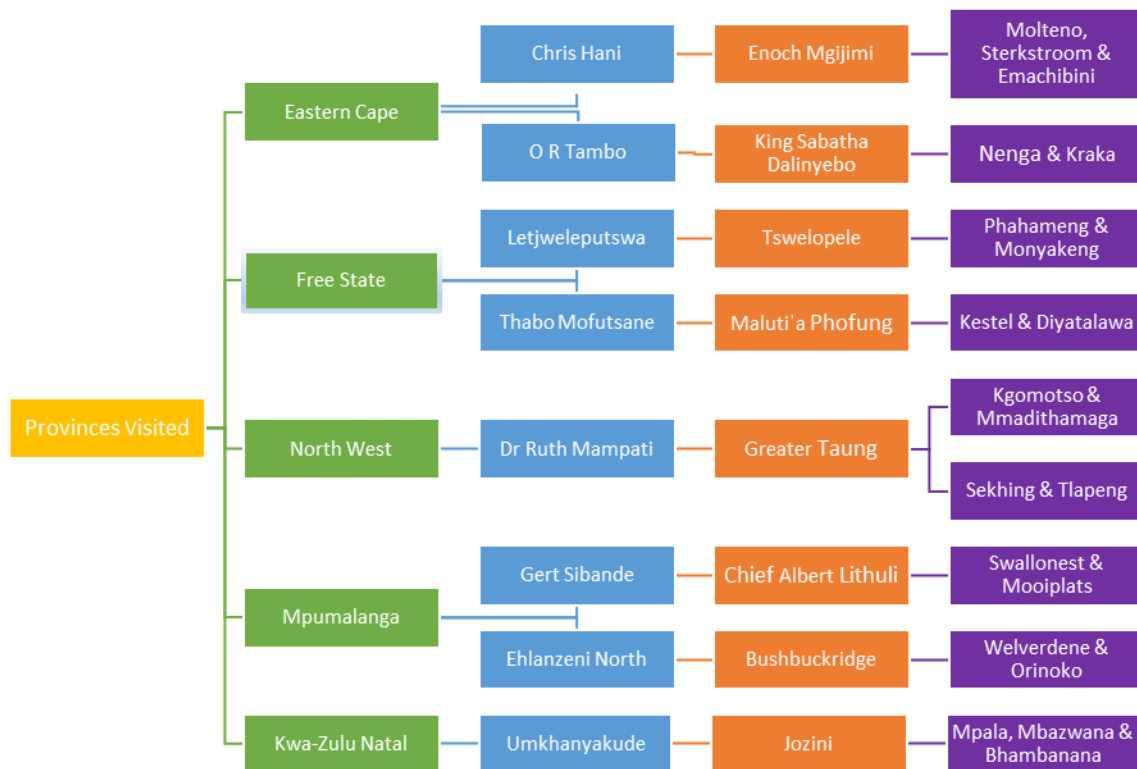 Provinces Visited
Eastern Cape
Chris Hani
Enoch Mgijimi
Molteno,
Sterkstroom &
Emachibini
O R Tambo
King Sabatha
Dalinyebo
Nenga & Kraka
Free State
Letjweleputswa
Tswelopele
Phahameng &
Monyakeng
Thabo Mofutsane
Maluti'a Phofung
Kestel & Diyatalawa
North West
Dr Ruth Mampati
Greater Taung
Kgomotso &
Mmadithamaga
Sekhing & Tlapeng
Mpumalanga
Gert Sibande
Chief Albert Lithuli
Swallonest &
Mooiplats
Ehlanzeni North
Bushbuckridge
Welverdene &
Orinoko
Kwa-Zulu Natal
Umkhanyakude
Jozini
Mpala, Mbazwana &
Bhambanana